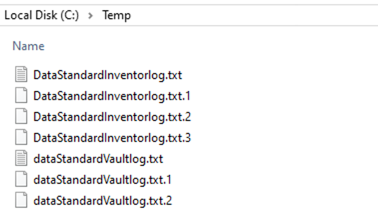 Local Disk (C:) > Temp
Name
DataStandardInventorlog.txt
DataStandardInventorlog.txt.1
DataStandardInventorlog.txt.2
DataStandardInventorlog.txt.3
dataStandardVaultlog.txt
dataStandardVaultlog.txt.1
dataStandardVaultlog.txt.2